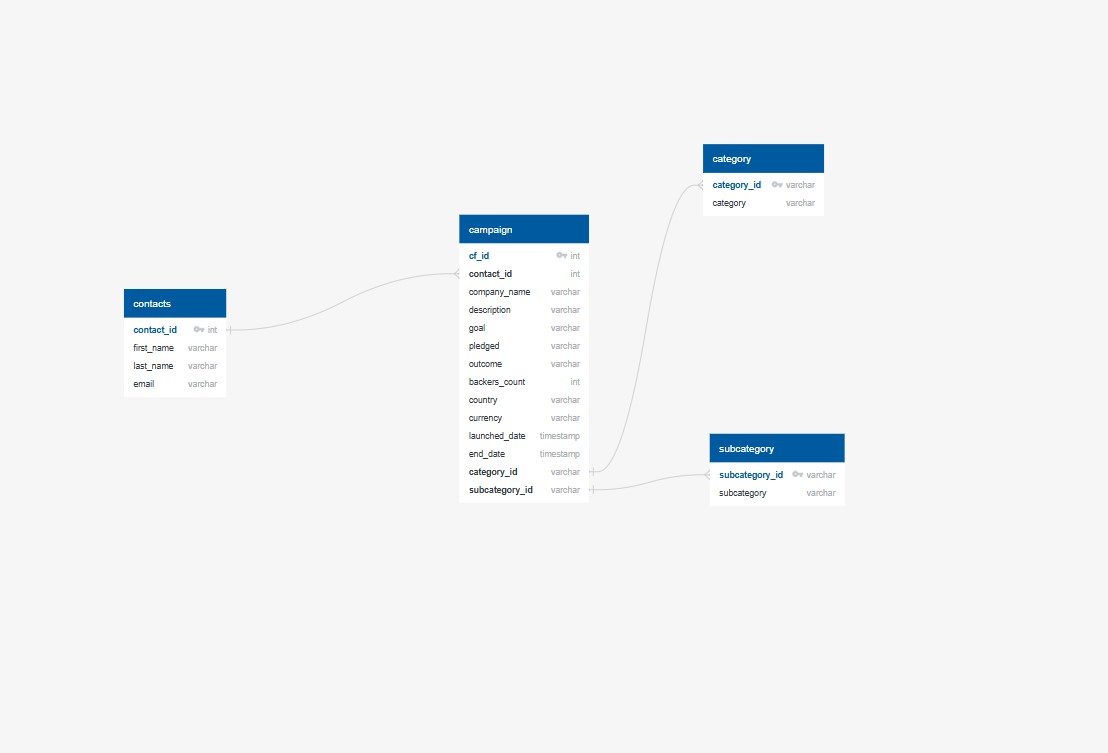 contacts
contact_id int
first_name varchar
last_name varchar
email varchar
campaign
cf_id int
contact_id int
company_name varchar
description varchar
goal varchar
pledged varchar
outcome varchar
backers_count int
country varchar
currency varchar
launched_date timestamp
end_date timestamp
category_id varchar
subcategory_id varchar
category
category_id varchar
category varchar
subcategory
subcategory_id varchar
subcategory varchar